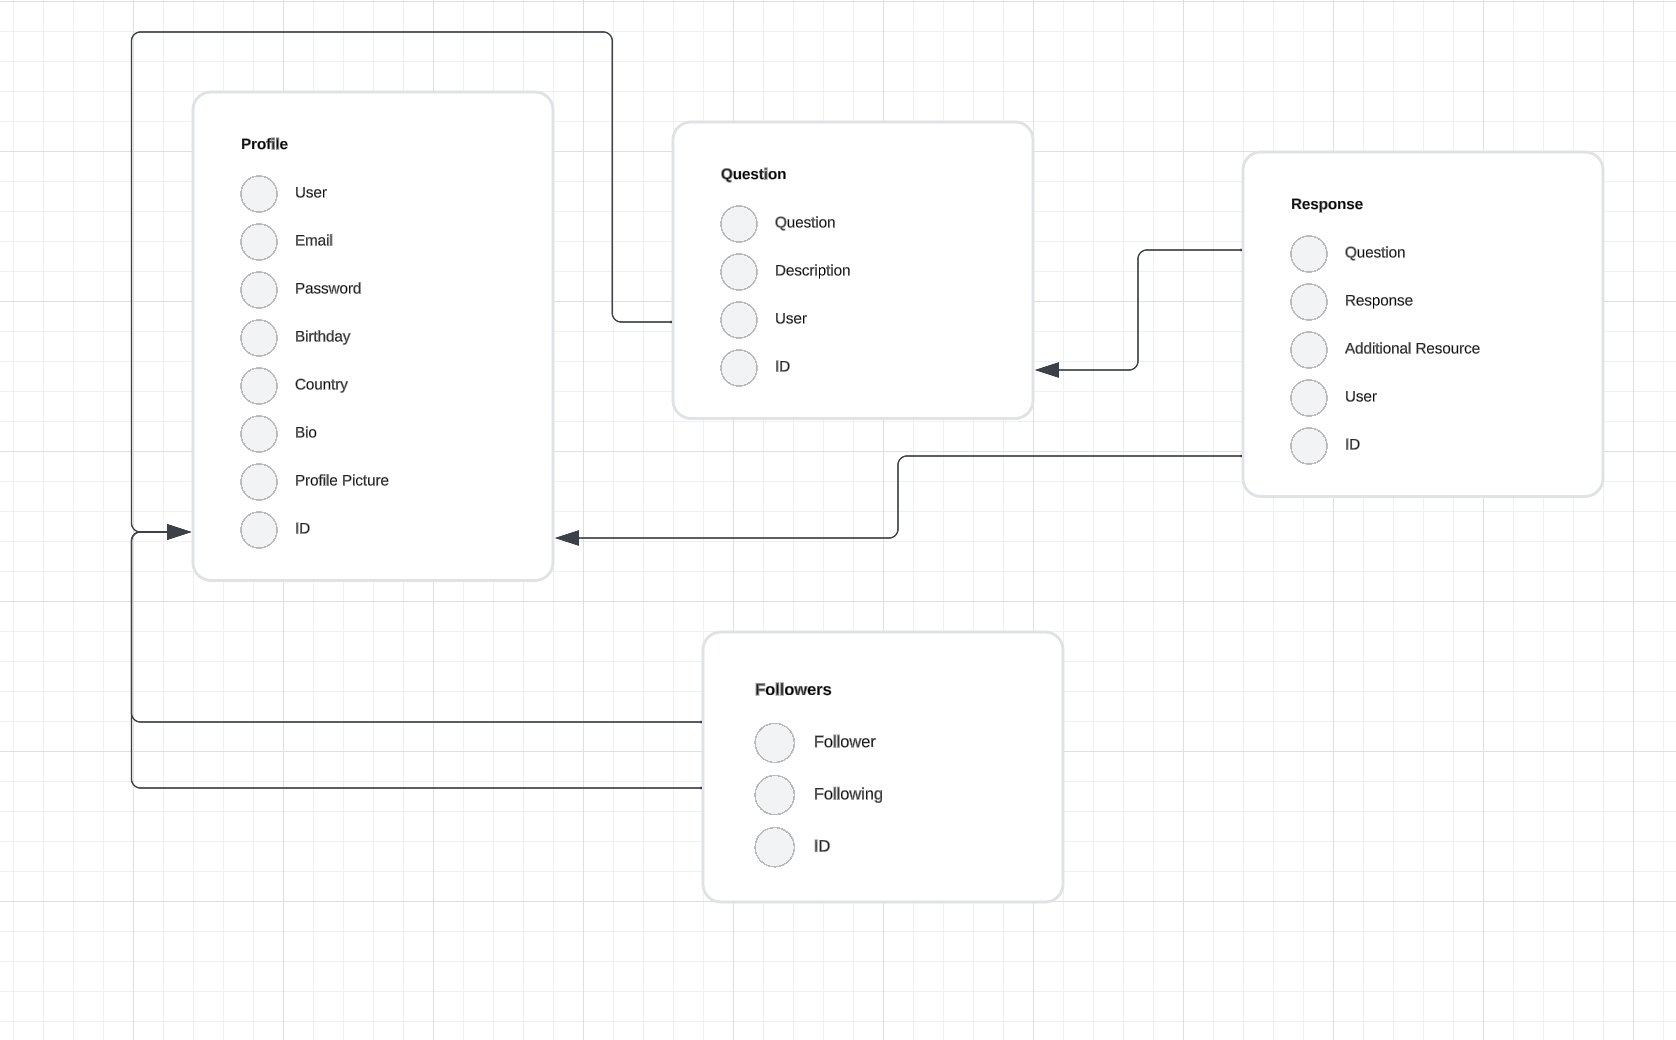 Profile
User
Email
Password
Birthday
Country
Bio
Profile Picture
ID
Question
Question
Description
User
ID
Response
Question
Response
Additional Resource
User
ID
Followers
Follower
Following
ID